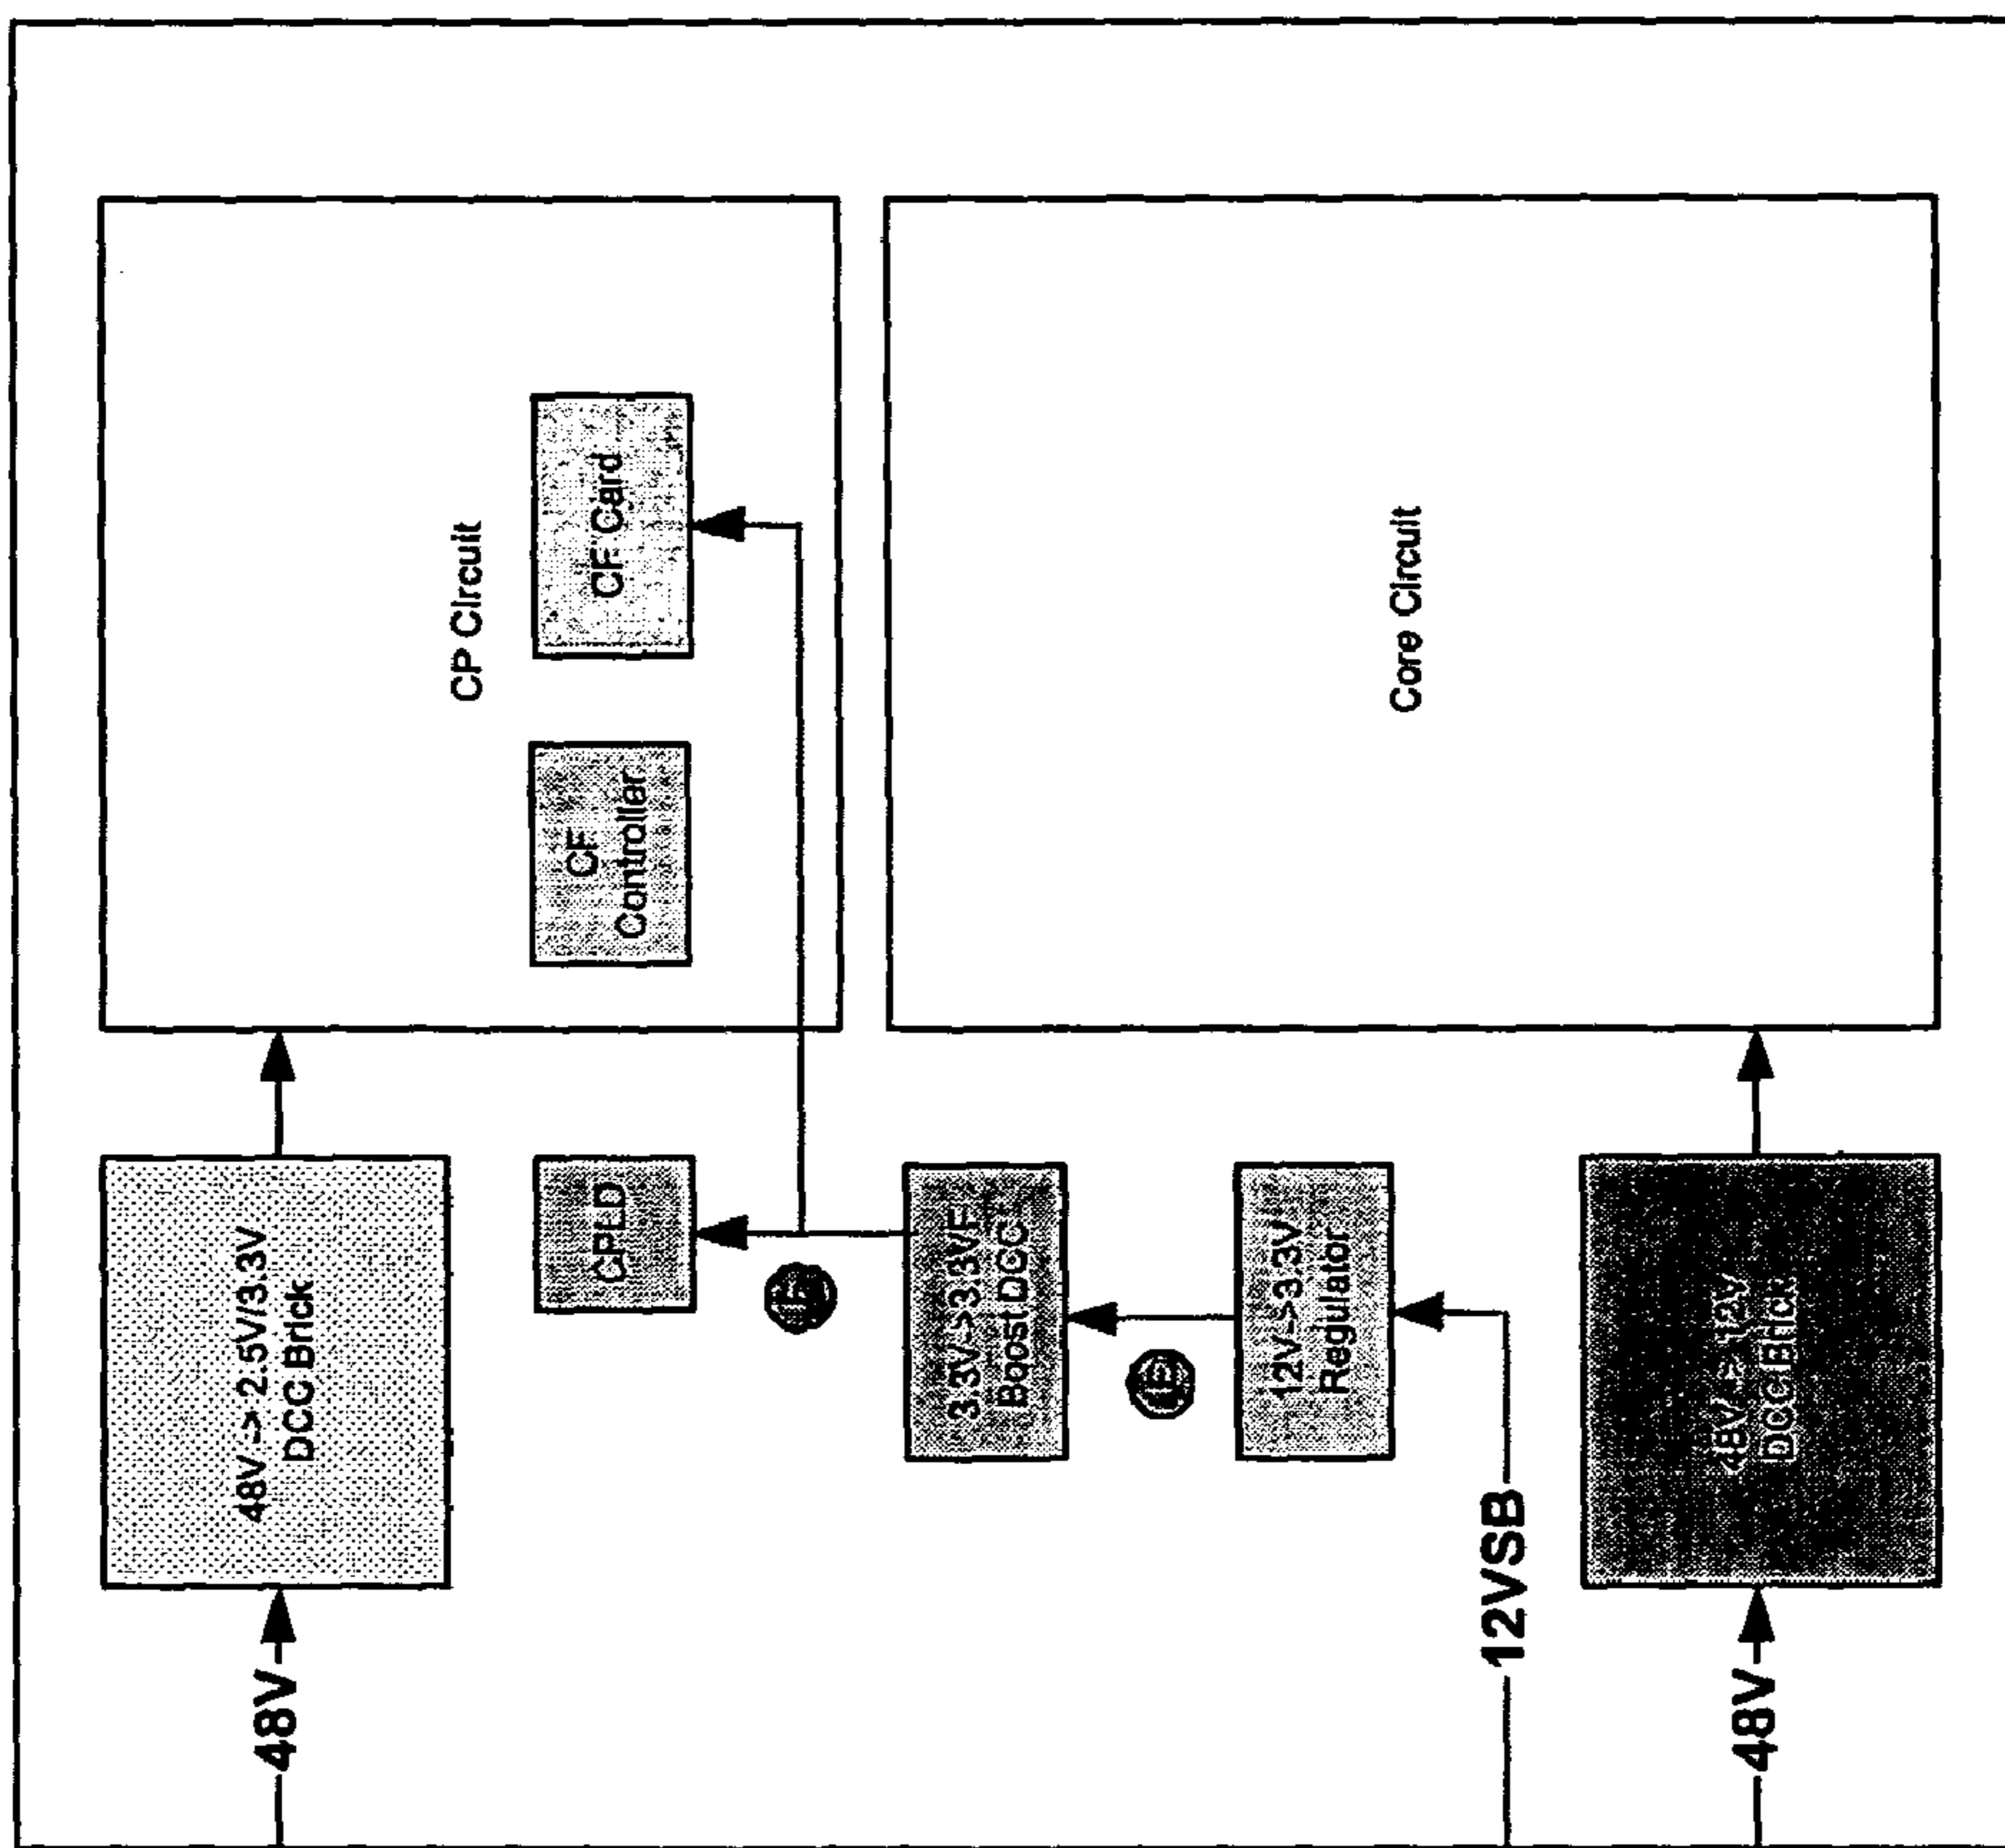 48V
48V -> 2.5V/3.3V
DCC Brick
CP Circuit
CF
Controller
CF Card
CPLD
3.3V->3.3VF
Boost DCC
12V->3.3V
Regulator
12VSB
48V
48V -> 12V
DCC Brick
Core Circuit